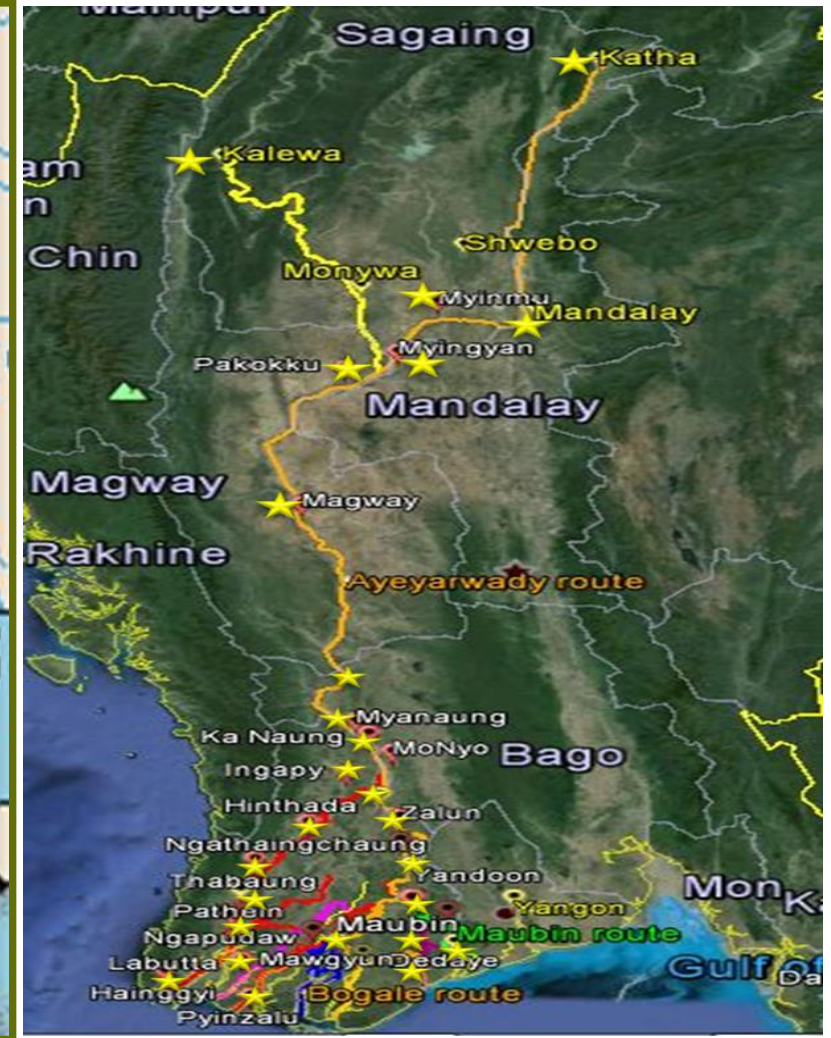 Manipur
Sagaing
Katha
Kalewa
am
n
Shwebo
Chin
Monywa
Myinmu
Mandalay
Myingyan
Pakokku
Mandalay
Magway
Magway
Rakhine
Ayeyarwady route
Myanaung
Ka Naung
MoNyo
Bago
Ingapy
Hinthada
Zalun
Ngathaingchaung
Yandoon
Thabaung
Mon
Ka
Pathein
Yangon
Maubin
Maubin route
Ngapudaw
Labutta
Mawgyun
Dedaye
Gulf of
Da
Hainggyi
Bogale route
Pyinzalu